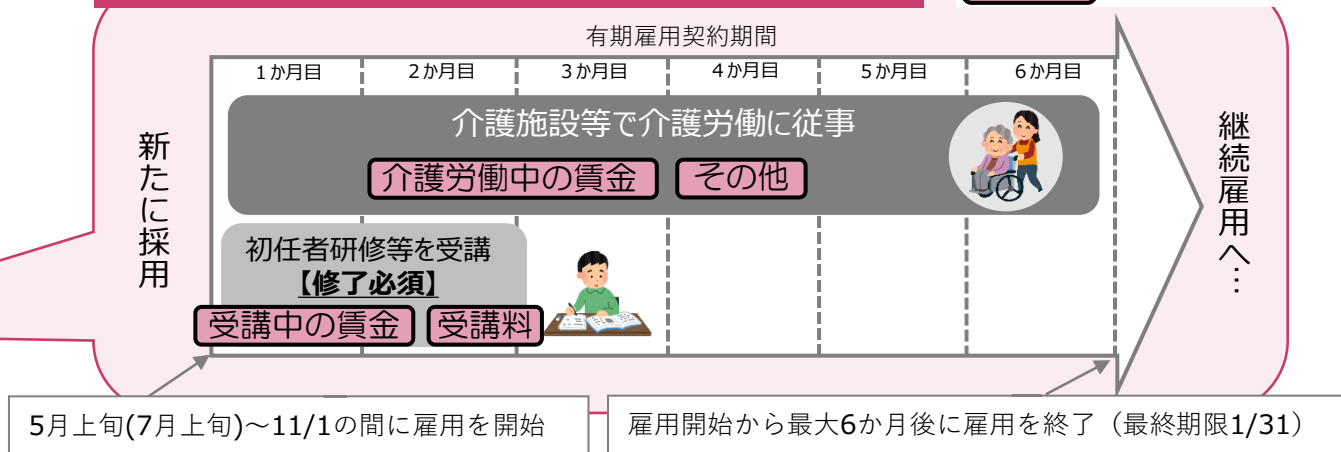 有期雇用契約期間
1か月目 2か月目 3か月目 4か月目 5か月目 6か月目
新たに採用
介護施設等で介護労働に従事
介護労働中の賃金 その他
初任者研修等を受講
【修了必須】
受講中の賃金 受講料
継続雇用へ…
5月上旬(7月上旬)～11/1の間に雇用を開始
雇用開始から最大6か月後に雇用を終了（最終期限1/31）